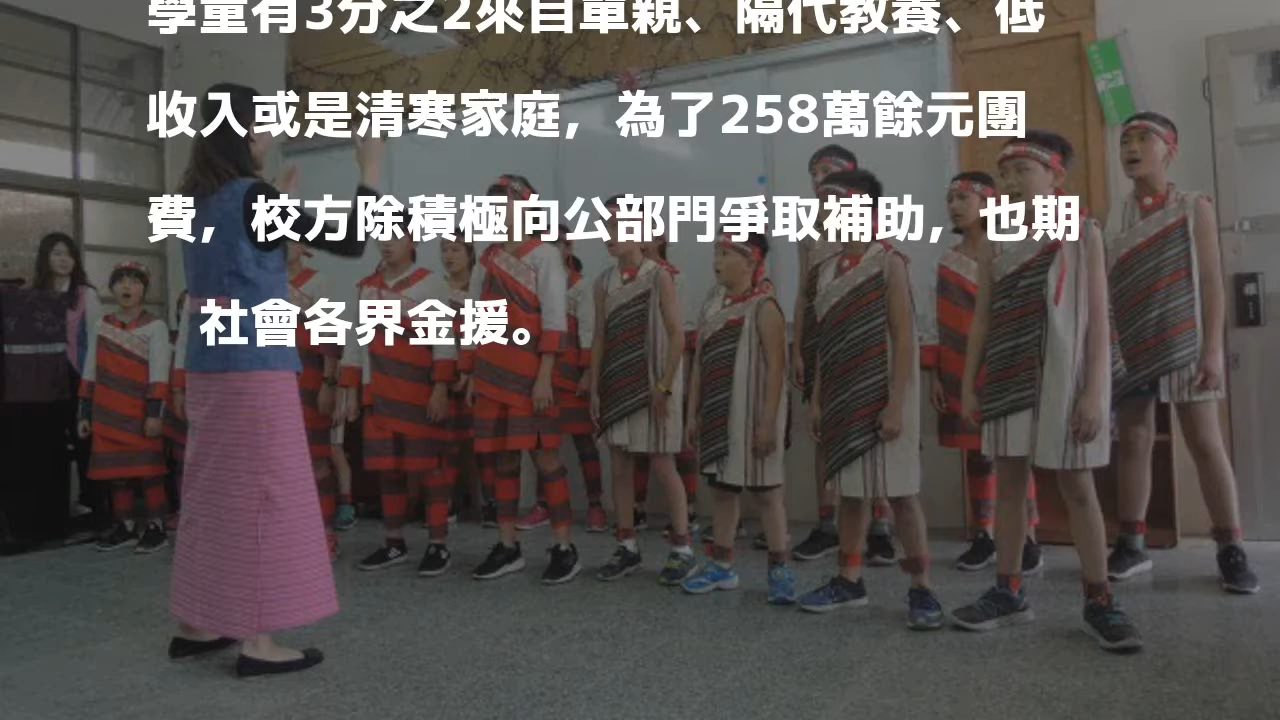 學童有3分之2來自單親、隔代教養、低
收入或是清寒家庭，為了258萬餘元團
費，校方除積極向公部門爭取補助，也期
社會各界金援。